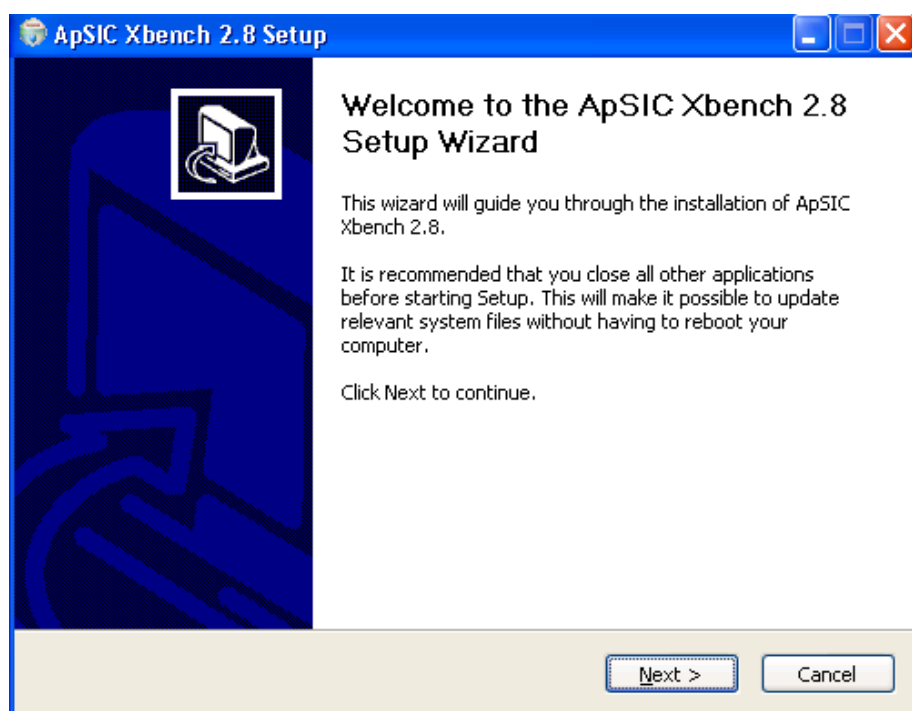 ApSIC Xbench 2.8 Setup
Welcome to the ApSIC Xbench 2.8
Setup Wizard
This wizard will guide you through the installation of ApSIC
Xbench 2.8.
It is recommended that you close all other applications
before starting Setup. This will make it possible to update
relevant system files without having to reboot your
computer.
Click Next to continue.
Next >
Cancel